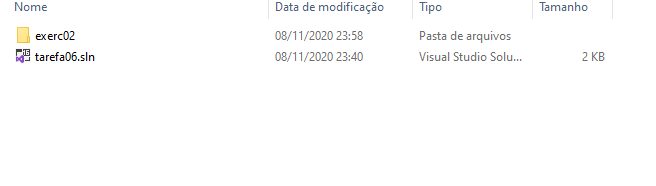 Nome Data de modificação Tipo Tamanho
exerc02 08/11/2020 23:58 Pasta de arquivos
tarefa06.sln 08/11/2020 23:40 Visual Studio Solu... 2 KB